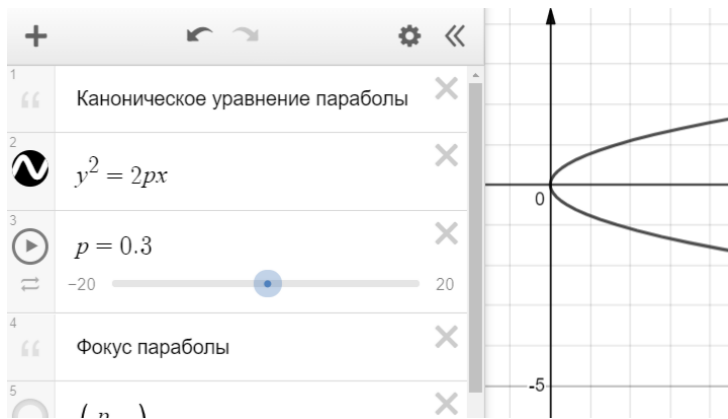 1
Каноническое уравнение параболы
2
y² = 2px
3
p = 0.3
−20
20
4
Фокус параболы
5
(p
)
0
-5